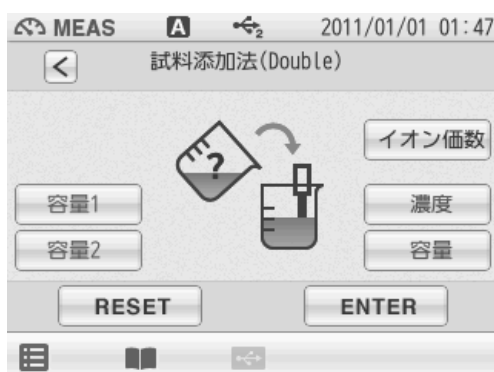 MEAS A 2 2011/01/01 01:47
< 試料添加法(Double)
?
イオン価数
容量1 濃度
容量2 容量
RESET ENTER